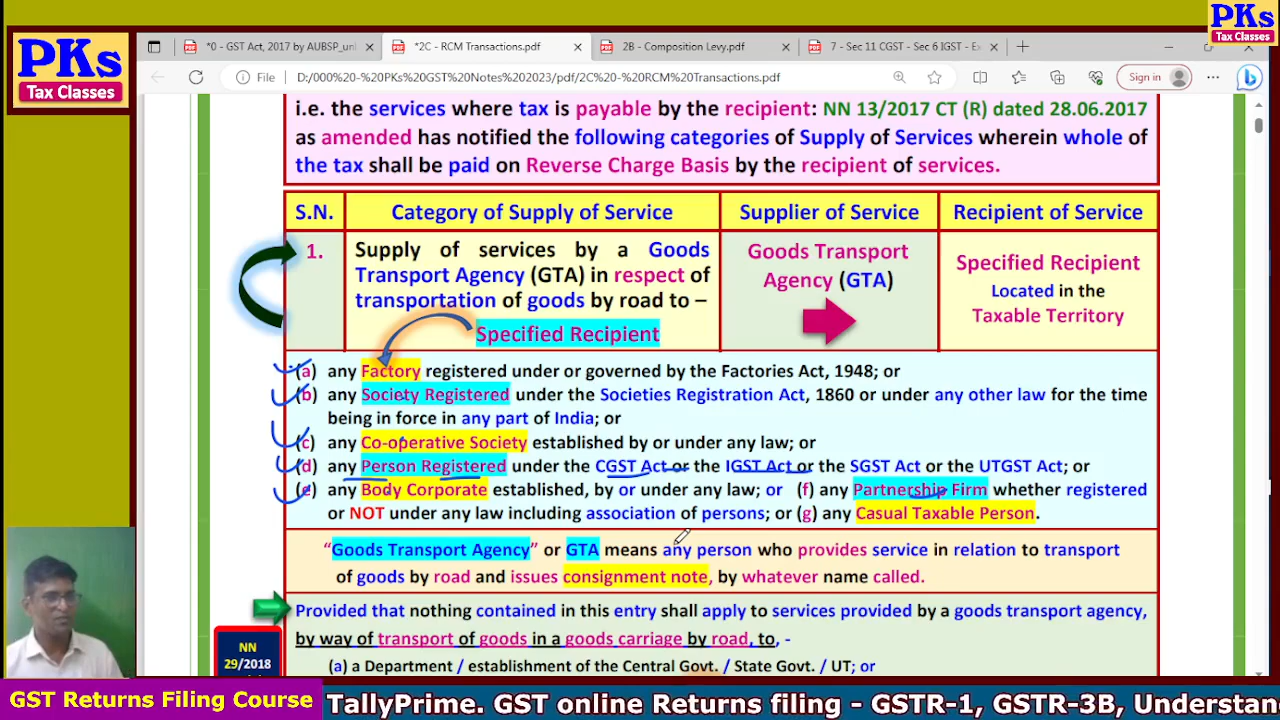 PKs
Tax Classes
*0 - GST Act, 2017 by AUBSP_unl
*2C - RCM Transactions.pdf
2B - Composition Levy.pdf
7 - Sec 11 CGST - Sec 6 IGST - Ex
PKs
Tax Classes
File
D:/000%20-%20PKs%20GST%20Notes%202023/pdf/2C%20-%20RCM%20Transactions.pdf
Sign in
i.e. the services where tax is payable by the recipient: NN 13/2017 CT (R) dated 28.06.2017
as amended has notified the following categories of Supply of Services wherein whole of
the tax shall be paid on Reverse Charge Basis by the recipient of services.
S.N. Category of Supply of Service Supplier of Service Recipient of Service
1.
Supply of services by a Goods
Transport Agency (GTA) in respect of
transportation of goods by road to –
Specified Recipient
Goods Transport
Agency (GTA)
Specified Recipient
Located in the
Taxable Territory
(a) any Factory registered under or governed by the Factories Act, 1948; or
(b) any Society Registered under the Societies Registration Act, 1860 or under any other law for the time
being in force in any part of India; or
(c) any Co-operative Society established by or under any law; or
(d) any Person Registered under the CGST Act or the IGST Act or the SGST Act or the UTGST Act; or
(e) any Body Corporate established, by or under any law; or (f) any Partnership Firm whether registered
or NOT under any law including association of persons; or (g) any Casual Taxable Person.
“Goods Transport Agency” or GTA means any person who provides service in relation to transport
of goods by road and issues consignment note, by whatever name called.
Provided that nothing contained in this entry shall apply to services provided by a goods transport agency,
by way of transport of goods in a goods carriage by road, to, -
(a) a Department / establishment of the Central Govt. / State Govt. / UT; or
NN
29/2018
GST Returns Filing Course
TallyPrime. GST online Returns filing - GSTR-1, GSTR-3B, Understan